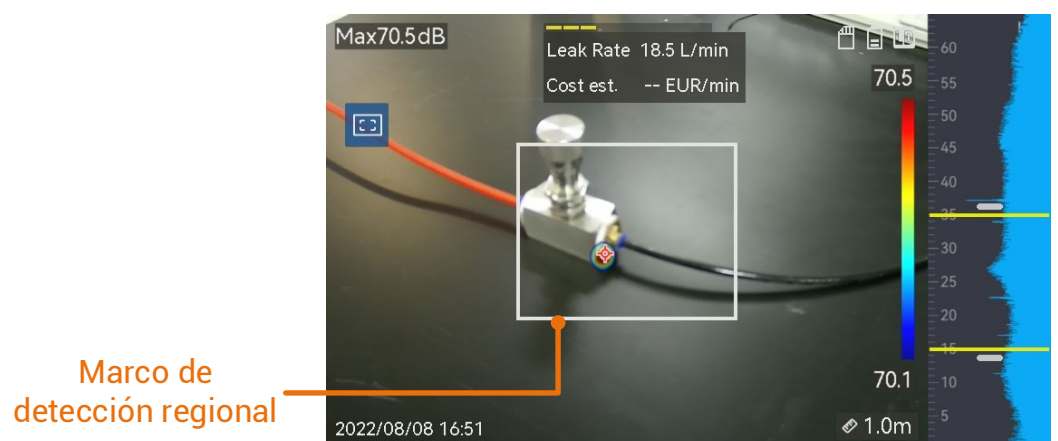 Max70.5dB
Leak Rate 18.5 L/min
Cost est. -- EUR/min
70.5
60
55
50
45
40
35
30
25
20
15
10
5
70.1
1.0m
2022/08/08 16:51
Marco de
detección regional